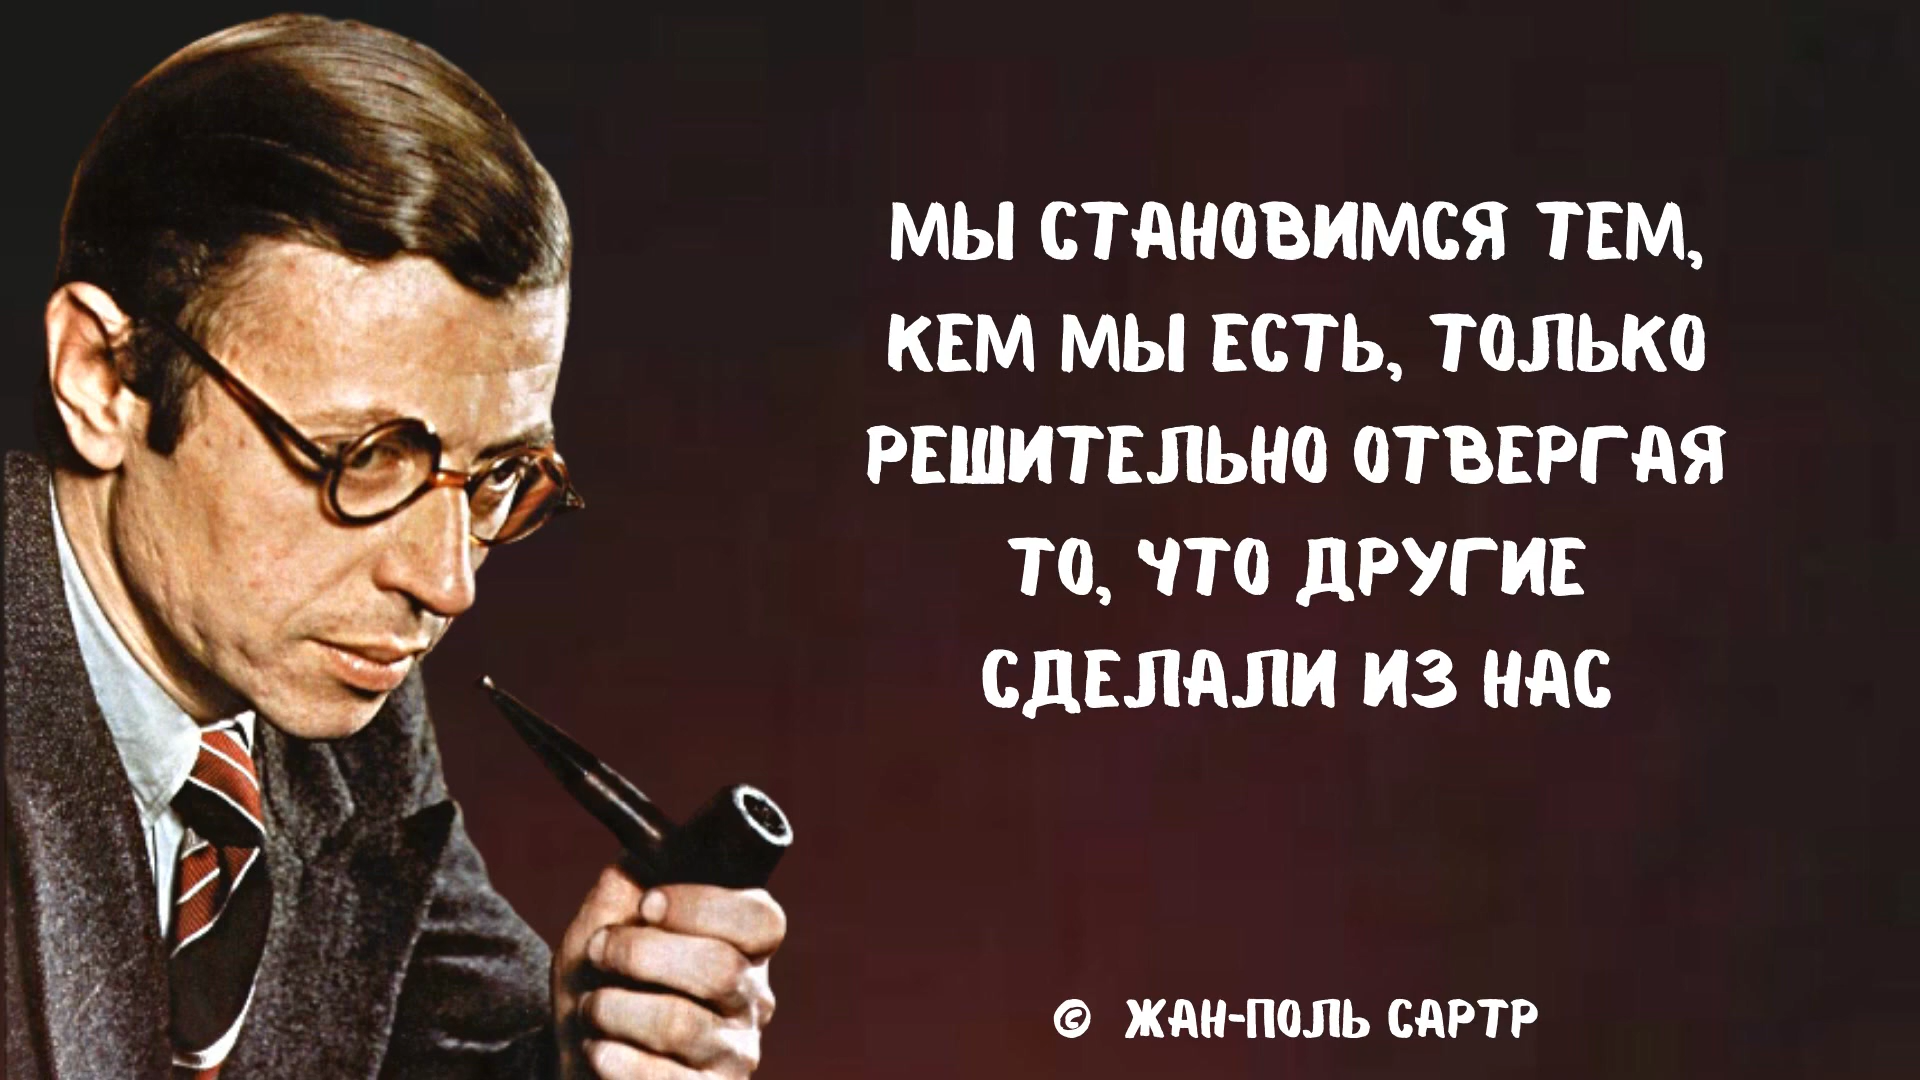 МЫ СТАНОВИМСЯ ТЕМ,
КЕМ МЫ ЕСТЬ, ТОЛЬКО
РЕШИТЕЛЬНО ОТВЕРГАЯ
ТО, ЧТО ДРУГИЕ
СДЕЛАЛИ ИЗ НАС
© ЖАН-ПОЛЬ САРТР